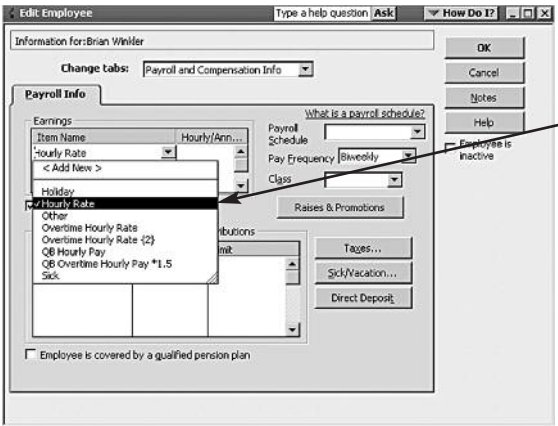 Edit Employee
Type a help question Ask
How Do I?
Information for:Brian Winkler
OK
Change tabs: Payroll and Compensation Info
Cancel
Payroll Info
Notes
What is a payroll schedule?
Help
Earnings
Payroll Schedule
Item Name Hourly/Ann...
Employee is inactive
Hourly Rate
Pay Frequency Biweekly
< Add New >
Class
Holiday
Hourly Rate
Raises & Promotions
Other
Overtime Hourly Rate
Overtime Hourly Rate {2}
QB Hourly Pay
QB Overtime Hourly Pay *1.5
Sick
Taxes...
Sick/Vacation...
Direct Deposit
Employee is covered by a qualified pension plan